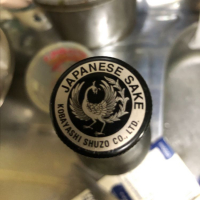 JAPANESE SAKE
KOBAYASHI SHUZO CO., LTD.